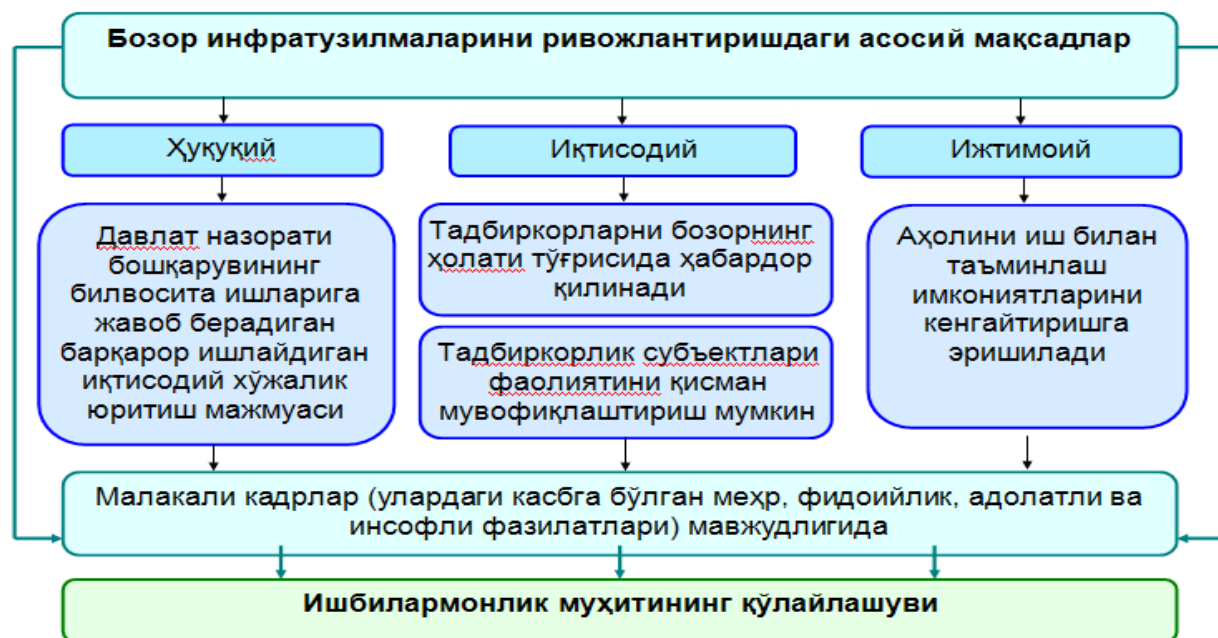 Бозор инфратузилмаларини ривожлантиришдаги асосий мақсадлар
Ҳуқуқий
Иқтисодий
Ижтимоий
Давлат назорати
бошқарувининг
билвосита ишларига
жавоб берадиган
барқарор ишлайдиган
иқтисодий хўжалик
юритиш мажмуаси
Тадбиркорларни бозорнинг
ҳолати тўғрисида ҳабардор
қилинади
Тадбиркорлик субъектлари
фаолиятини қисман
мувофиқлаштириш мумкин
Аҳолини иш билан
таъминлаш
имкониятларини
кенгайтиришга
эришилади
Малакали кадрлар (улардаги касбга бўлган меҳр, фидоийлик, адолатли ва
инсофли фазилатлари) мавжудлигида
Ишбилармонлик муҳитининг қўлайлашуви